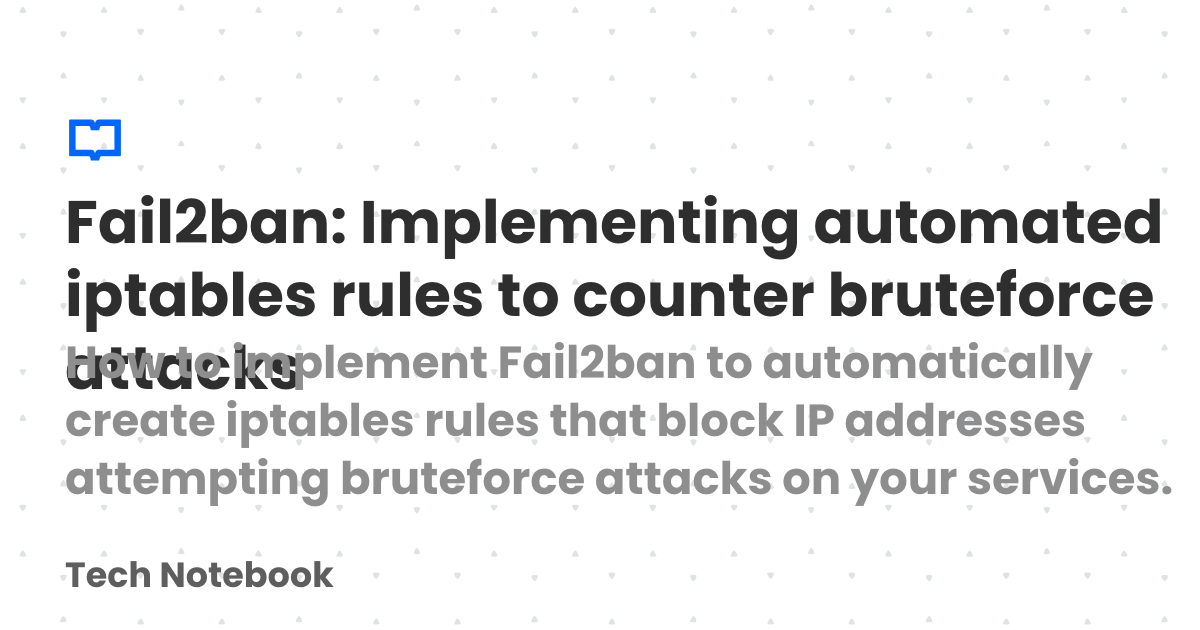 Fail2ban: Implementing automated
iptables rules to counter bruteforce
attacks
How to implement Fail2ban to automatically
create iptables rules that block IP addresses
attempting bruteforce attacks on your services.
Tech Notebook